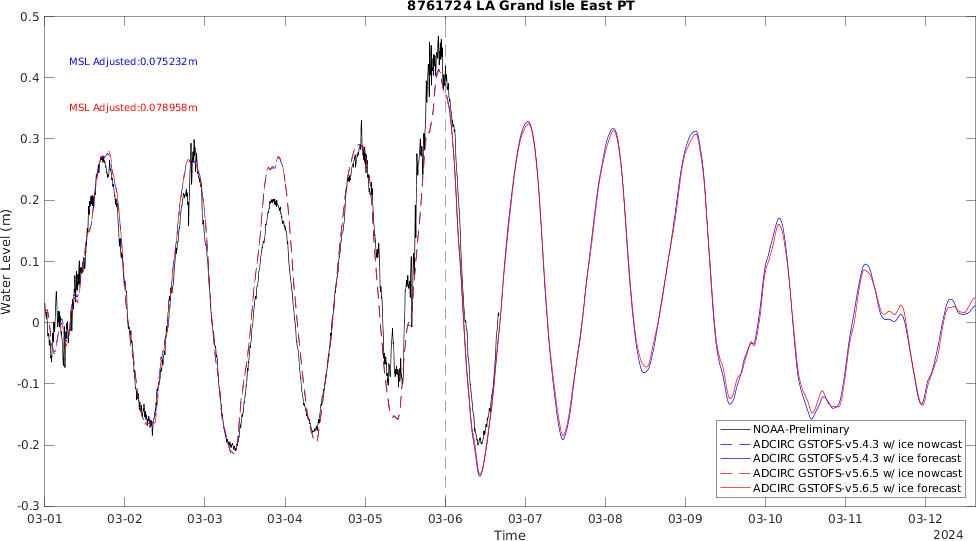 8761724 LA Grand Isle East PT
MSL Adjusted:0.075232m
MSL Adjusted:0.078958m
Water Level (m)
0.5
0.4
0.3
0.2
0.1
0
-0.1
-0.2
-0.3
NOAA-Preliminary
ADCIRC GSTOFS-v5.4.3 w/ ice nowcast
ADCIRC GSTOFS-v5.4.3 w/ ice forecast
ADCIRC GSTOFS-v5.6.5 w/ ice nowcast
ADCIRC GSTOFS-v5.6.5 w/ ice forecast
03-01 03-02 03-03 03-04 03-05 03-06 03-07 03-08 03-09 03-10 03-11 03-12
Time
2024